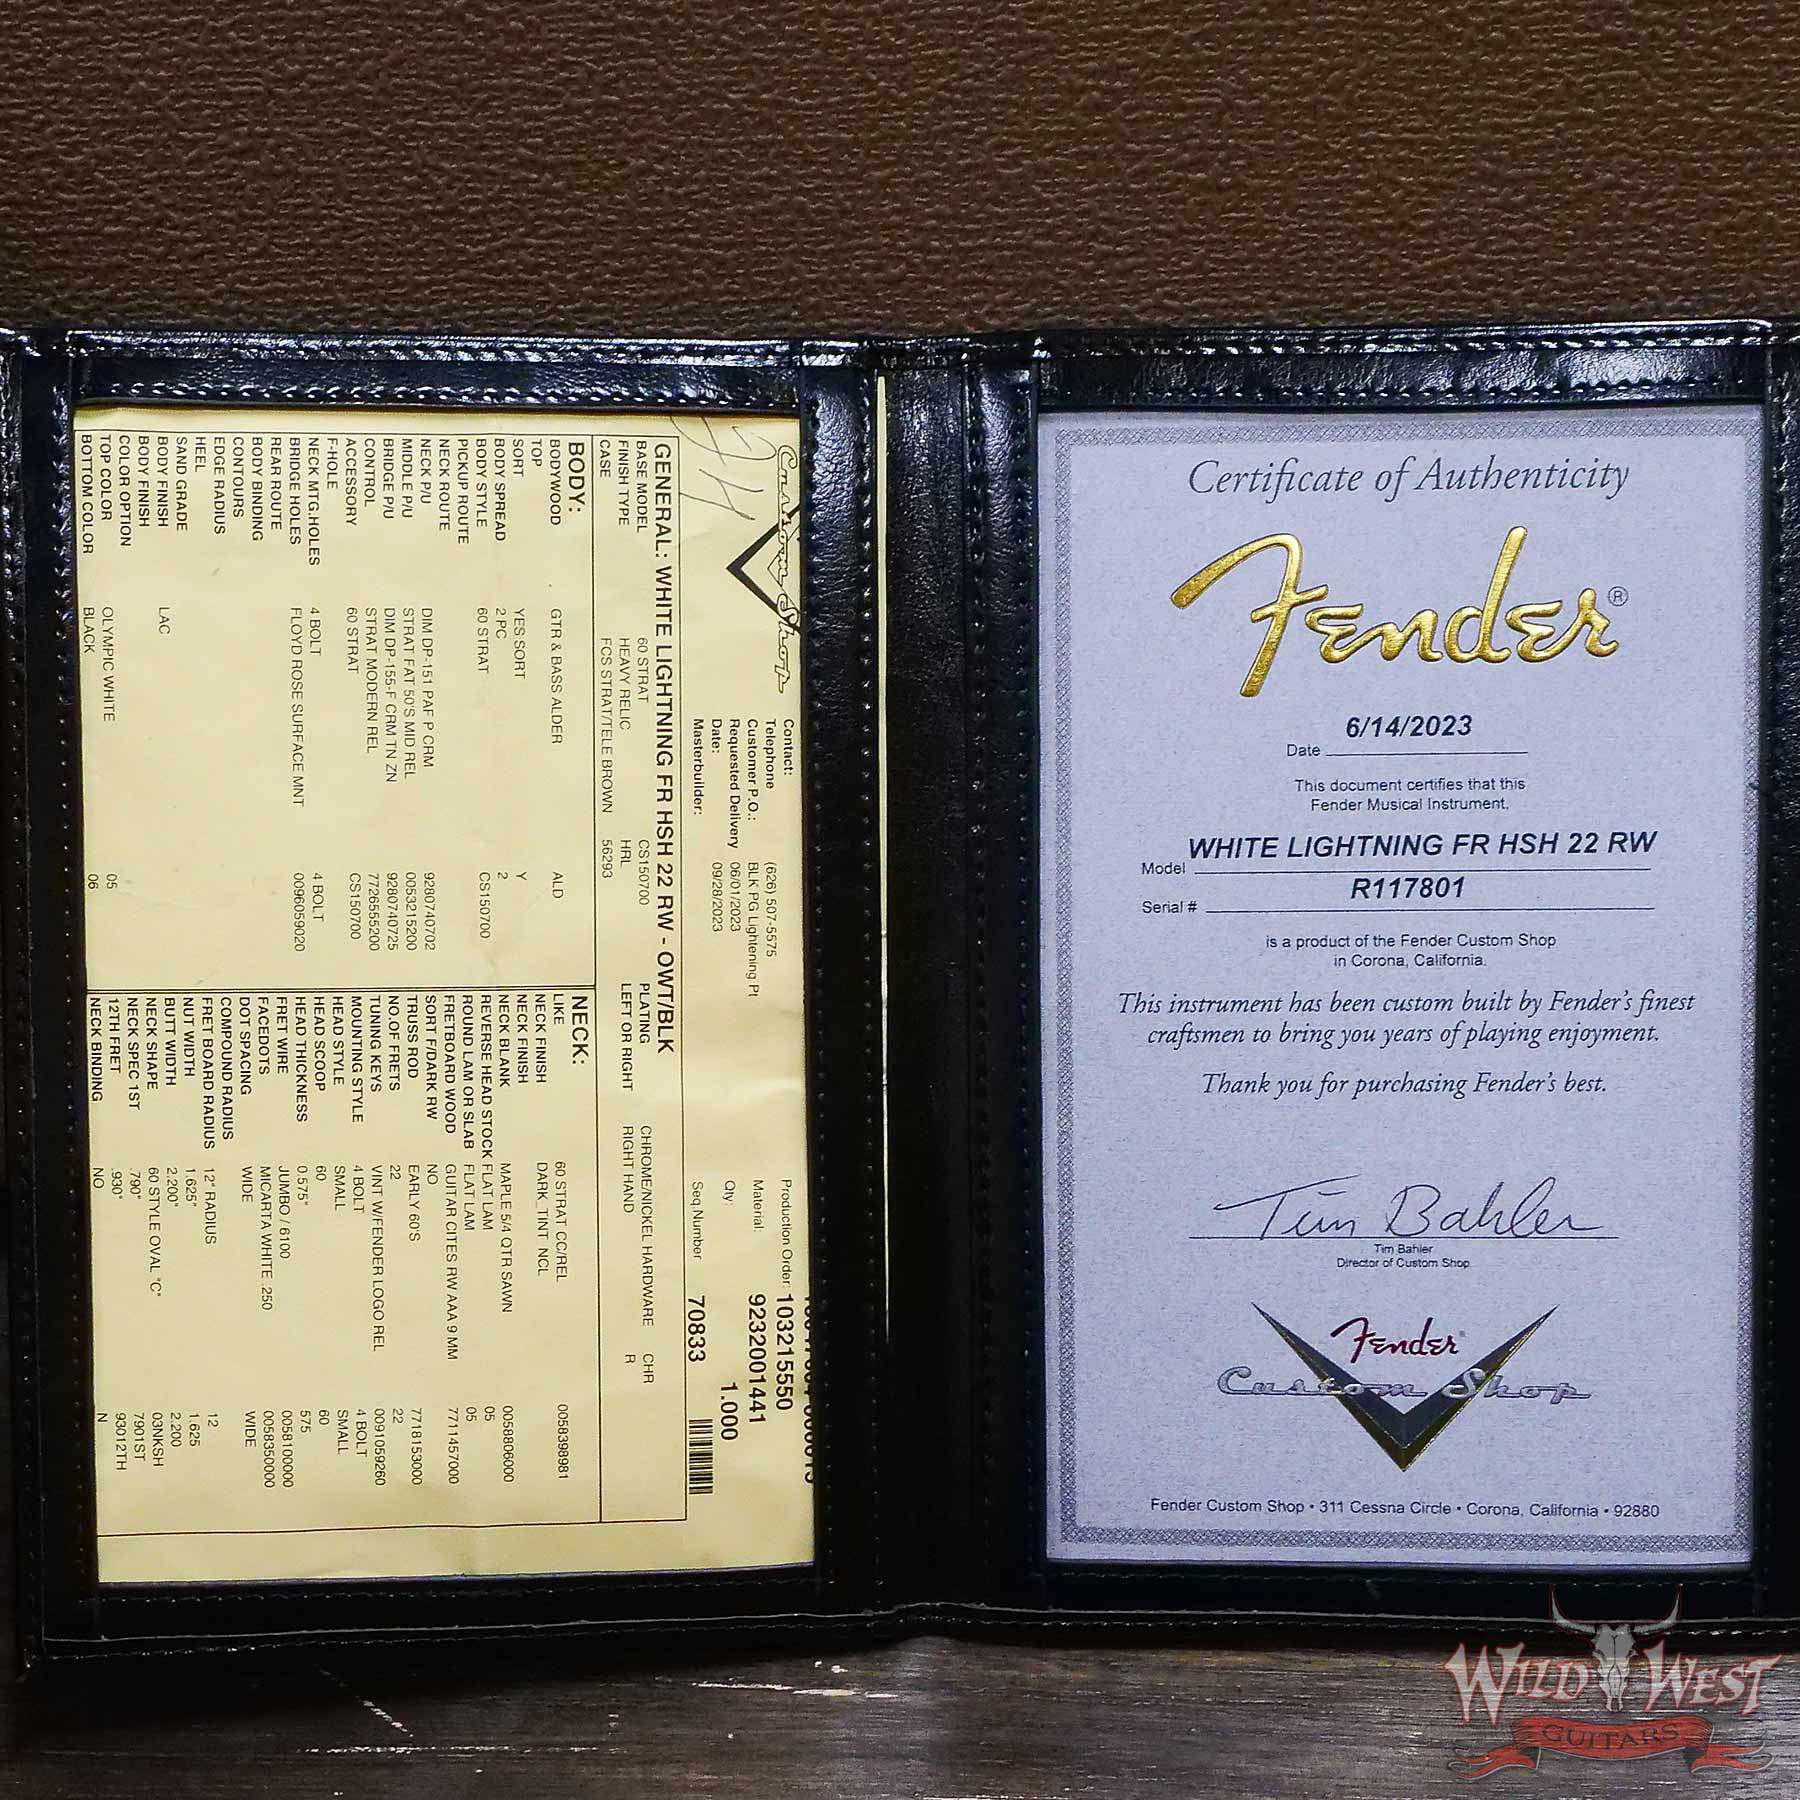 Custom Shop
Contact:
Telephone (626) 507-5575
Customer P.O.: BLK PG Lightening Pt
Requested Delivery 06/01/2023
Date: 09/28/2023
Masterbuilder:
Production Order: 103215550
Material: 9232001441
Qty: 1.000
Seq.Number 70833
GENERAL: WHITE LIGHTNING FR HSH 22 RW - OWT/BLK
BASE MODEL 60 STRAT CS150700 PLATING CHROME/NICKEL HARDWARE CHR
FINISH TYPE HEAVY RELIC HRL LEFT OR RIGHT RIGHT HAND R
CASE FCS STRAT/TELE BROWN 56293
BODY:
BODYWOOD GTR & BASS ALDER ALD
TOP
SORT YES SORT Y
BODY SPREAD 2 PC 2
BODY STYLE 60 STRAT CS150700
PICKUP ROUTE
NECK ROUTE
NECK P/U DIM DP-151 PAF P CRM 9280740702
MIDDLE P/U STRAT FAT 50'S MID REL 0053215200
BRIDGE P/U DIM DP-155-F CRM TN ZN 9280740725
CONTROL STRAT MODERN REL 7726555200
ACCESSORY 60 STRAT CS150700
F-HOLE
NECK MTG.HOLES 4 BOLT 4 BOLT
BRIDGE HOLES FLOYD ROSE SURFACE MNT 0096059020
REAR ROUTE
BODY BINDING
CONTOURS
EDGE RADIUS
HEEL
SAND GRADE
BODY FINISH LAC
BODY FINISH
COLOR OPTION
TOP COLOR OLYMPIC WHITE 05
BOTTOM COLOR BLACK 06
NECK:
LIKE 60 STRAT CC/REL 0058398981
NECK FINISH DARK_TINT NCL
NECK FINISH
NECK BLANK MAPLE 5/4 QTR SAWN 0058806000
REVERSE HEAD STOCK FLAT LAM 05
ROUND LAM OR SLAB FLAT LAM 05
FRETBOARD WOOD GUITAR CITES RW AAA 9 MM 7711457000
SORT F/DARK RW NO
TRUSS ROD EARLY 60'S 7718153000
NO.OF FRETS 22 22
TUNING KEYS VINT W/FENDER LOGO REL 0091059260
MOUNTING STYLE 4 BOLT 4 BOLT
HEAD STYLE SMALL SMALL
HEAD SCOOP 60 60
HEAD THICKNESS 0.575" 575
FRET WIRE JUMBO / 6100 0058100000
FACEDOTS MICARTA WHITE .250 0058350000
DOT SPACING WIDE WIDE
COMPOUND RADIUS
FRET BOARD RADIUS 12" RADIUS 12
NUT WIDTH 1.625" 1.625
BUTT WIDTH 2.200" 2.200
NECK SHAPE 60 STYLE OVAL "C" 03NKSH
NECK SPEC 1ST .790" 7901ST
12TH FRET .930" 93012TH
NECK BINDING NO N
Certificate of Authenticity
Fender®
6/14/2023
Date
This document certifies that this
Fender Musical Instrument,
WHITE LIGHTNING FR HSH 22 RW
Model
R117801
Serial #
is a product of the Fender Custom Shop
in Corona, California.
This instrument has been custom built by Fender's finest
craftsmen to bring you years of playing enjoyment.
Thank you for purchasing Fender's best.
Tim Bahler
Tim Bahler
Director of Custom Shop
Fender
Custom Shop
Fender Custom Shop • 311 Cessna Circle • Corona, California • 92880
WILD WEST
GUITARS